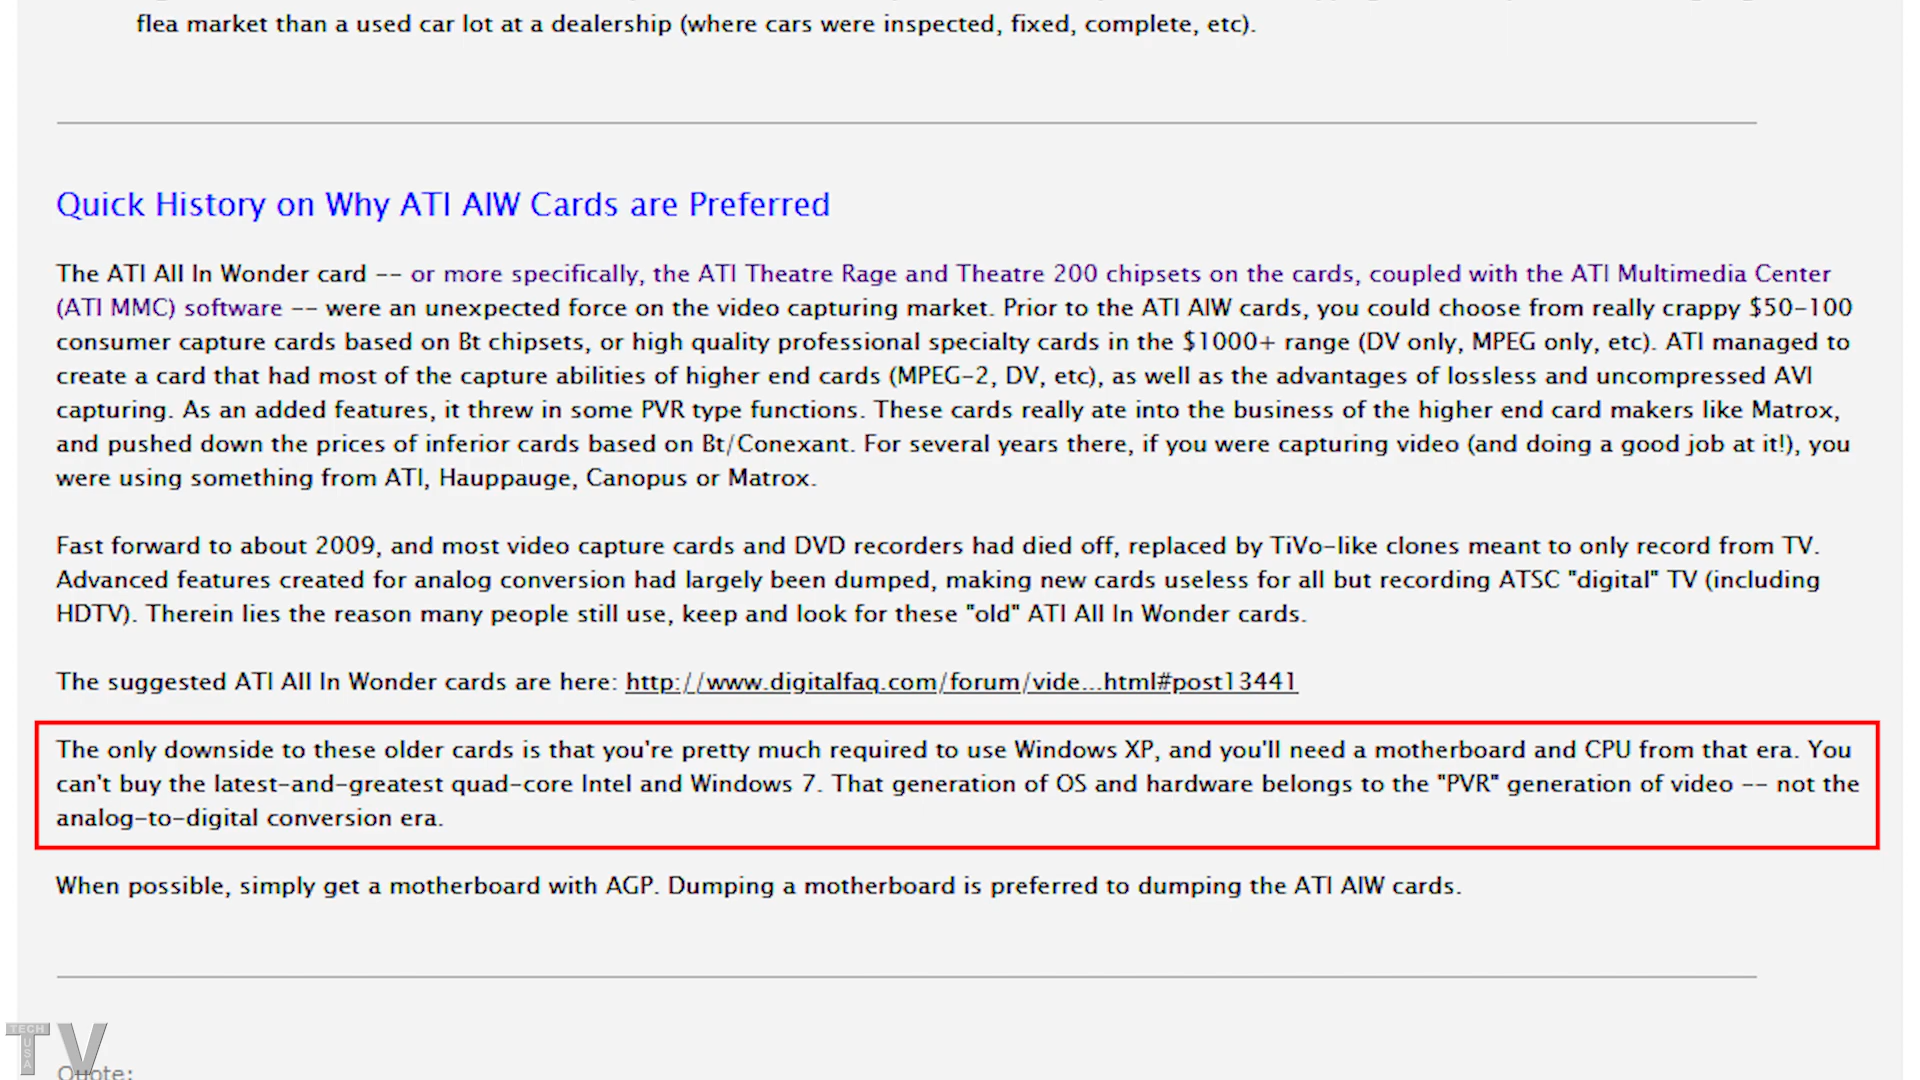 flea market than a used car lot at a dealership (where cars were inspected, fixed, complete, etc).
Quick History on Why ATI AIW Cards are Preferred
The ATI All In Wonder card -- or more specifically, the ATI Theatre Rage and Theatre 200 chipsets on the cards, coupled with the ATI Multimedia Center
(ATI MMC) software -- were an unexpected force on the video capturing market. Prior to the ATI AIW cards, you could choose from really crappy $50-100
consumer capture cards based on Bt chipsets, or high quality professional specialty cards in the $1000+ range (DV only, MPEG only, etc). ATI managed to
create a card that had most of the capture abilities of higher end cards (MPEG-2, DV, etc), as well as the advantages of lossless and uncompressed AVI
capturing. As an added features, it threw in some PVR type functions. These cards really ate into the business of the higher end card makers like Matrox,
and pushed down the prices of inferior cards based on Bt/Conexant. For several years there, if you were capturing video (and doing a good job at it!), you
were using something from ATI, Hauppauge, Canopus or Matrox.
Fast forward to about 2009, and most video capture cards and DVD recorders had died off, replaced by TiVo-like clones meant to only record from TV.
Advanced features created for analog conversion had largely been dumped, making new cards useless for all but recording ATSC "digital" TV (including
HDTV). Therein lies the reason many people still use, keep and look for these "old" ATI All In Wonder cards.
The suggested ATI All In Wonder cards are here: http://www.digitalfaq.com/forum/vide...html#post13441
The only downside to these older cards is that you're pretty much required to use Windows XP, and you'll need a motherboard and CPU from that era. You
can't buy the latest-and-greatest quad-core Intel and Windows 7. That generation of OS and hardware belongs to the "PVR" generation of video -- not the
analog-to-digital conversion era.
When possible, simply get a motherboard with AGP. Dumping a motherboard is preferred to dumping the ATI AIW cards.
TECH USA TV
Quote: